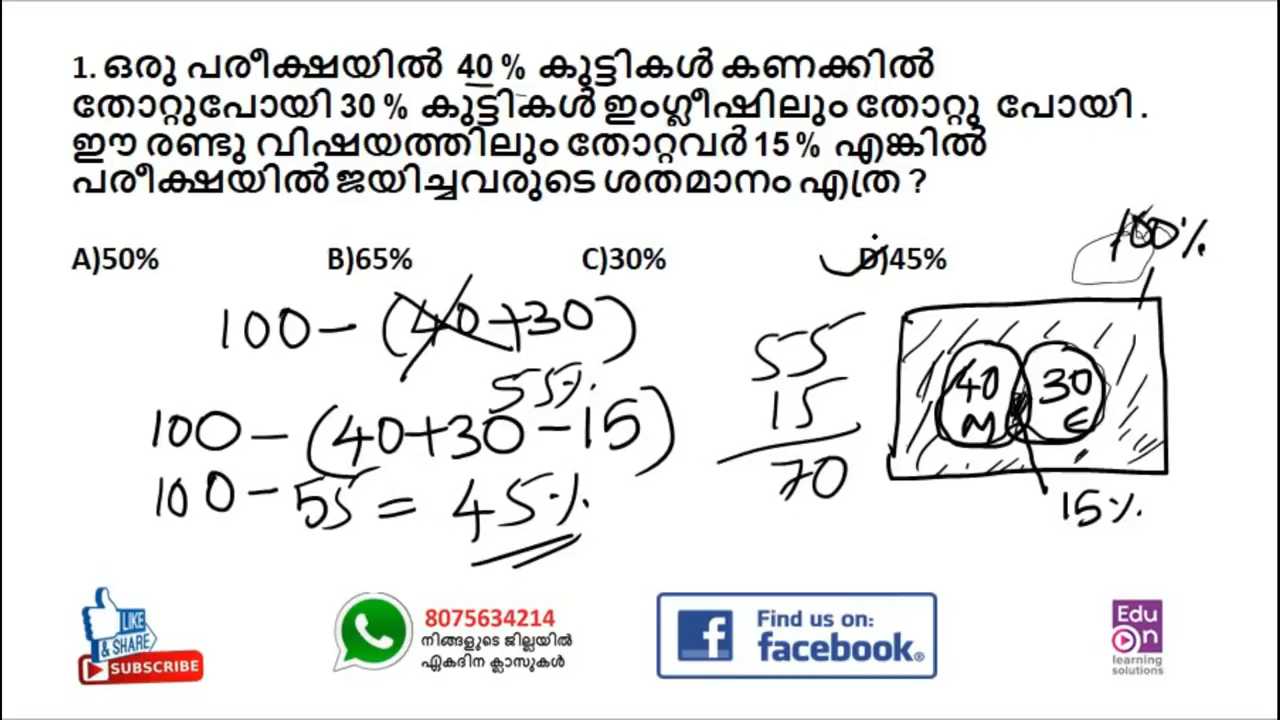 1. ഒരു പരീക്ഷയിൽ 40 % കുട്ടികൾ കണക്കിൽ
തോറ്റുപോയി 30 % കുട്ടികൾ ഇംഗ്ലീഷിലും തോറ്റു പോയി .
ഈ രണ്ടു വിഷയത്തിലും തോറ്റവർ 15 % എങ്കിൽ
പരീക്ഷയിൽ ജയിച്ചവരുടെ ശതമാനം എത്ര ?
A)50% B)65% C)30% D)45%
100%
100 - (40+30)
55%
100 - (40+30-15)
100 - 55 = 45%
55
15
70
40 30
M E
15%
LIKE
& SHARE
SUBSCRIBE
8075634214
നിങ്ങളുടെ ജില്ലയിൽ
ഏകദിന ക്ലാസുകൾ
Find us on:
facebook®
Edu
on
learning
solutions